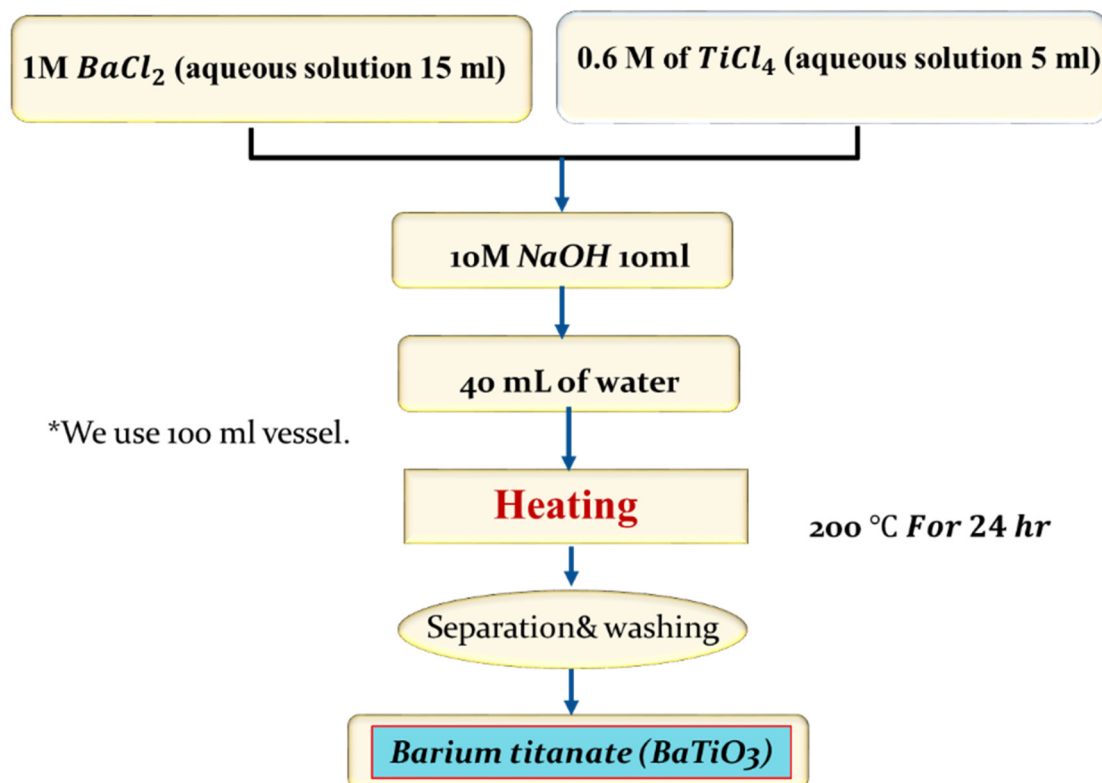 1M BaCl₂ (aqueous solution 15 ml)
0.6 M of TiCl₄ (aqueous solution 5 ml)
10M NaOH 10ml
40 mL of water
*We use 100 ml vessel.
Heating
200 °C For 24 hr
Separation& washing
Barium titanate (BaTiO3)